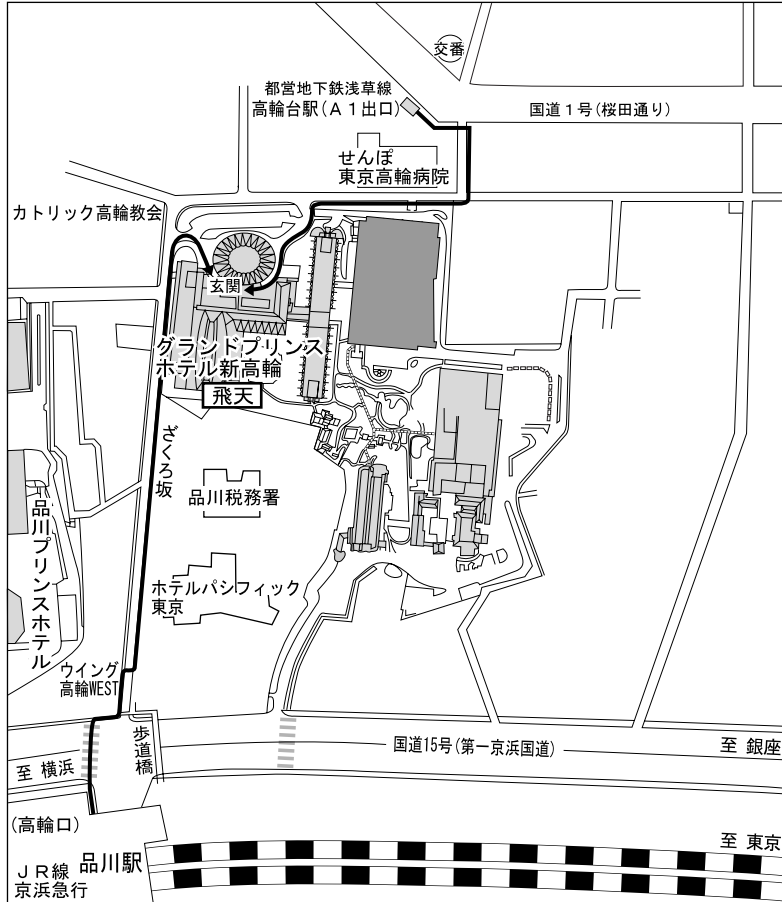 交番
都営地下鉄浅草線
高輪台駅(A1出口)
国道1号(桜田通り)
せんぽ
東京高輪病院
カトリック高輪教会
玄関
グランドプリンス
ホテル新高輪
飛天
ざくろ坂
品川税務署
品川プリンスホテル
ホテルパシフィック
東京
ウイング
高輪WEST
歩道橋
国道15号(第一京浜国道)
至 銀座
至 横浜
(高輪口)
至 東京
品川駅
JR線
京浜急行